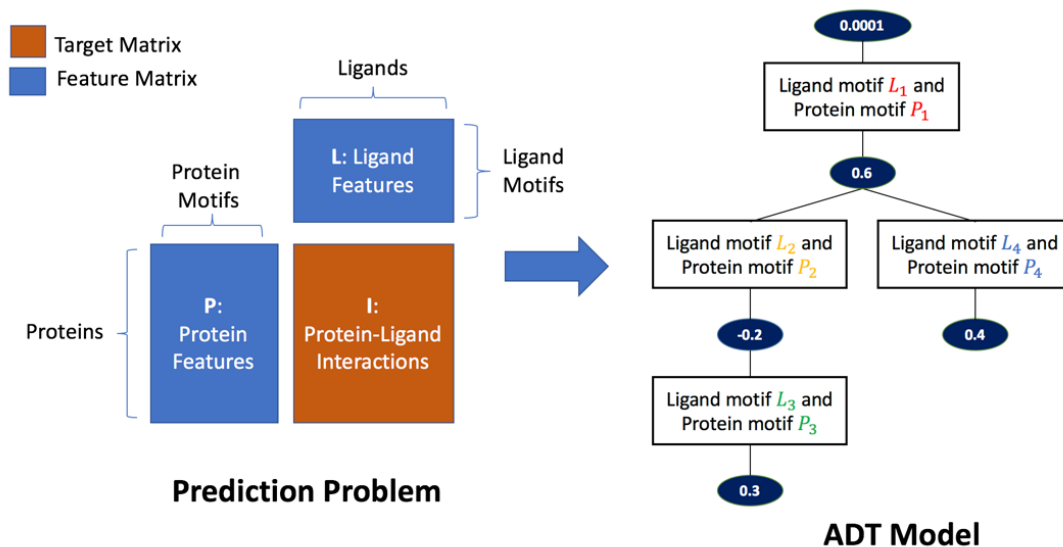 Target Matrix
Feature Matrix
Ligands
L: Ligand
Features
Ligand
Motifs
Protein
Motifs
Proteins
P:
Protein
Features
I:
Protein-Ligand
Interactions
Prediction Problem
0.0001
Ligand motif L₁ and
Protein motif P₁
0.6
Ligand motif L₂ and
Protein motif P₂
Ligand motif L₄ and
Protein motif P₄
-0.2
0.4
Ligand motif L₃ and
Protein motif P₃
0.3
ADT Model